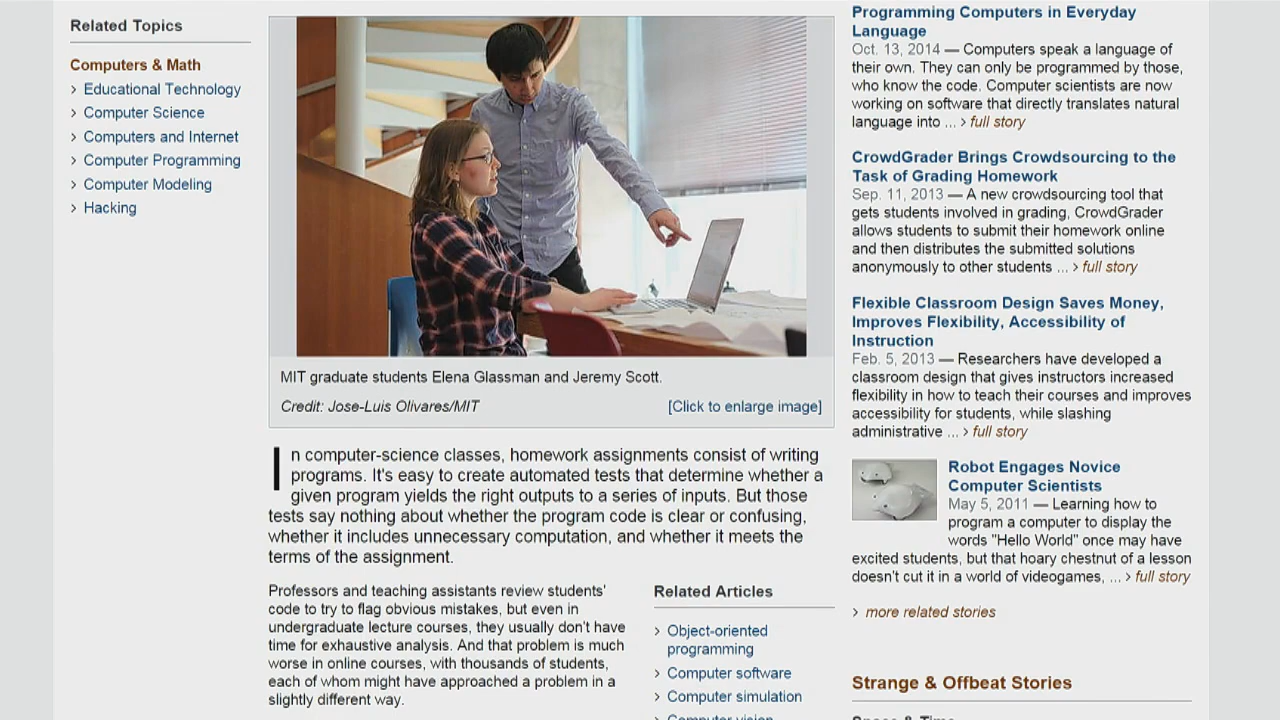 Related Topics
Computers & Math
> Educational Technology
> Computer Science
> Computers and Internet
> Computer Programming
> Computer Modeling
> Hacking
MIT graduate students Elena Glassman and Jeremy Scott.
Credit: Jose-Luis Olivares/MIT
[Click to enlarge image]
In computer-science classes, homework assignments consist of writing
programs. It's easy to create automated tests that determine whether a
given program yields the right outputs to a series of inputs. But those
tests say nothing about whether the program code is clear or confusing,
whether it includes unnecessary computation, and whether it meets the
terms of the assignment.
Professors and teaching assistants review students'
code to try to flag obvious mistakes, but even in
undergraduate lecture courses, they usually don't have
time for exhaustive analysis. And that problem is much
worse in online courses, with thousands of students,
each of whom might have approached a problem in a
slightly different way.
Related Articles
> Object-oriented
programming
> Computer software
> Computer simulation
> Computer vision
Programming Computers in Everyday
Language
Oct. 13, 2014 — Computers speak a language of
their own. They can only be programmed by those,
who know the code. Computer scientists are now
working on software that directly translates natural
language into ... > full story
CrowdGrader Brings Crowdsourcing to the
Task of Grading Homework
Sep. 11, 2013 — A new crowdsourcing tool that
gets students involved in grading, CrowdGrader
allows students to submit their homework online
and then distributes the submitted solutions
anonymously to other students ... > full story
Flexible Classroom Design Saves Money,
Improves Flexibility, Accessibility of
Instruction
Feb. 5, 2013 — Researchers have developed a
classroom design that gives instructors increased
flexibility in how to teach their courses and improves
accessibility for students, while slashing
administrative ... > full story
Robot Engages Novice
Computer Scientists
May 5, 2011 — Learning how to
program a computer to display the
words "Hello World" once may have
excited students, but that hoary chestnut of a lesson
doesn't cut it in a world of videogames, ... > full story
> more related stories
Strange & Offbeat Stories
Space & Time